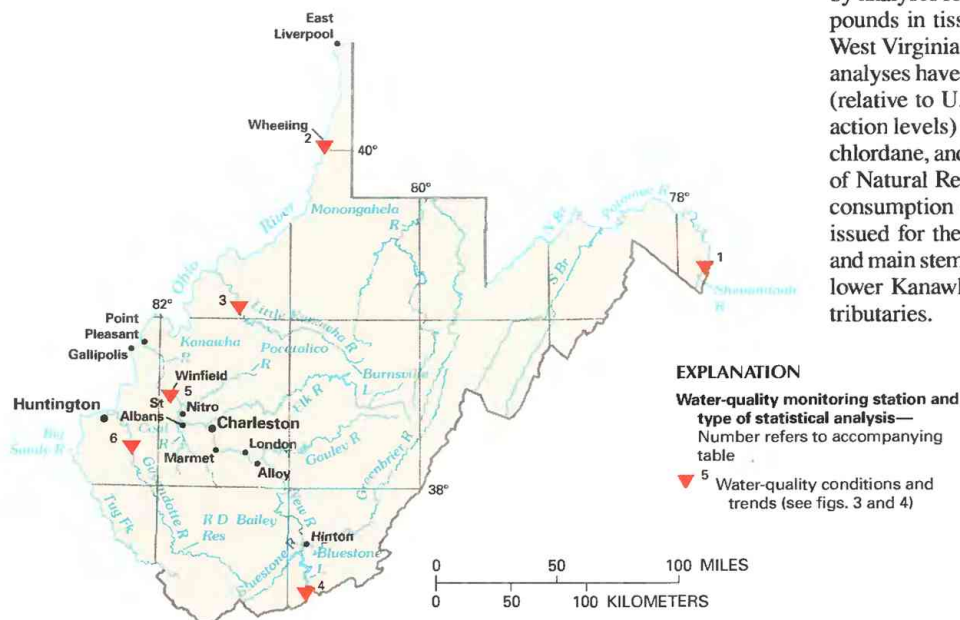 East
Liverpool
Wheeling
2
40°
80°
78°
Monongahela
R
N Br
Potomac R
S Br
1
Shenandoah
R
River
Ohio
82°
3
Little Kanawha R
Point
Pleasant
Gallipolis
Kanawha
R
Pocatalico
R
Burnsville
L
Winfield
5
St
Albans
Nitro
Elk R
Huntington
Charleston
Coal
R
Big
Sandy R
6
Marmet
London
Alloy
Gauley R
Greenbrier R
38°
Guyandotte R
Tug Fk
R D Bailey
Res
New R
Hinton
Bluestone R
Bluestone
L
4
pounds in tiss
West Virginia
analyses have
(relative to U.
action levels)
chlordane, and
of Natural Re
consumption
issued for the
and main stem
lower Kanawl
tributaries.
EXPLANATION
Water-quality monitoring station and
type of statistical analysis—
Number refers to accompanying
table
5 Water-quality conditions and
trends (see figs. 3 and 4)
0 50 100 MILES
0 50 100 KILOMETERS